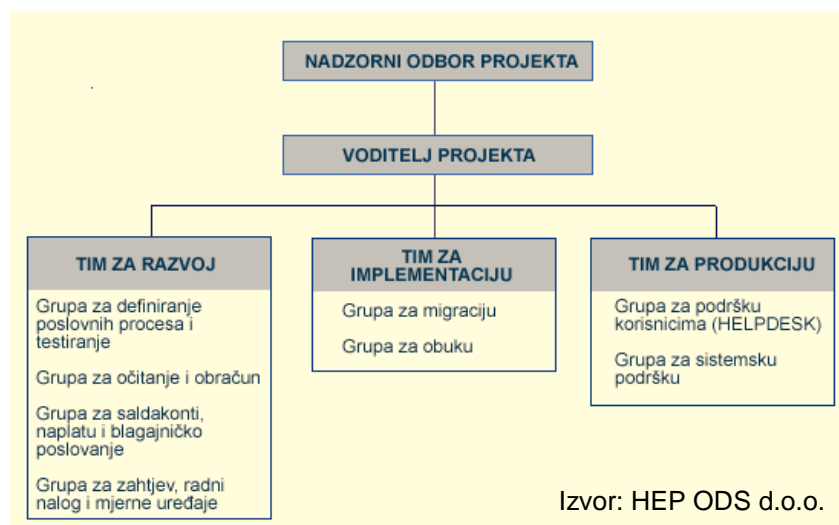 NADZORNI ODBOR PROJEKTA
VODITELJ PROJEKTA
TIM ZA RAZVOJ
Grupa za definiranje
poslovnih procesa i
testiranje
Grupa za očitanje i obračun
Grupa za saldakonti,
naplatu i blagajničko
poslovanje
Grupa za zahtjev, radni
nalog i mjerne uređaje
TIM ZA
IMPLEMENTACIJU
Grupa za migraciju
Grupa za obuku
TIM ZA PRODUKCIJU
Grupa za podršku
korisnicima (HELPDESK)
Grupa za sistemsku
podršku
Izvor: HEP ODS d.o.o.